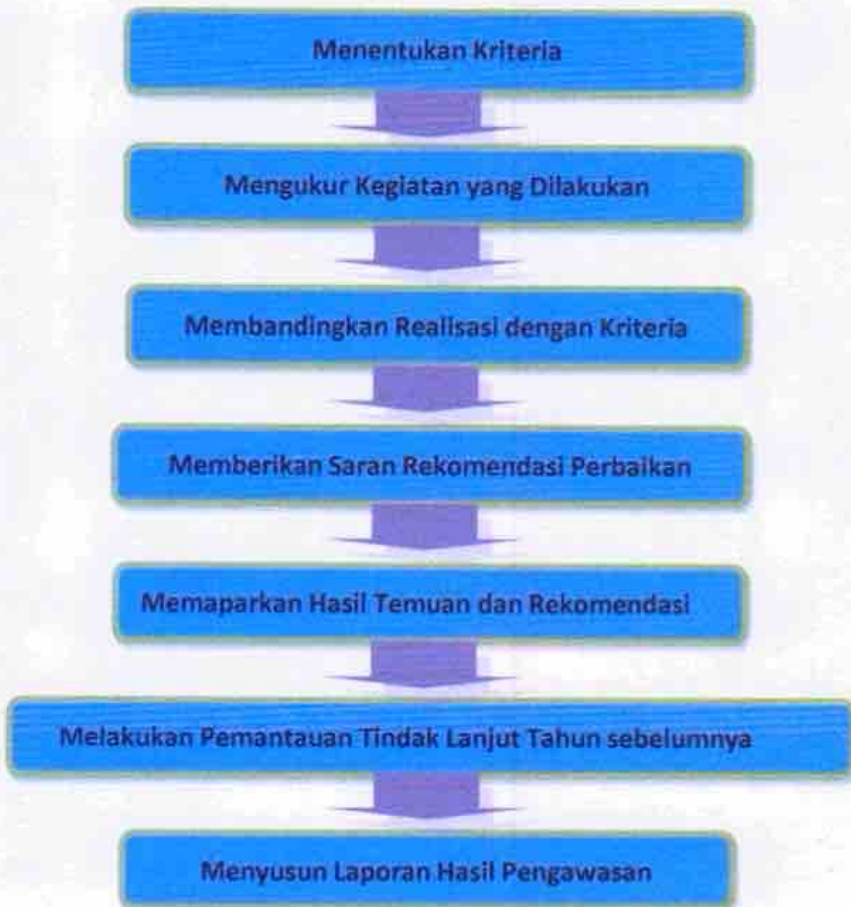 Menentukan Kriteria
Mengukur Kegiatan yang Dilakukan
Membandingkan Realisasi dengan Kriteria
Memberikan Saran Rekomendasi Perbaikan
Memaparkan Hasil Temuan dan Rekomendasi
Melakukan Pemantauan Tindak Lanjut Tahun sebelumnya
Menyusun Laporan Hasil Pengawasan